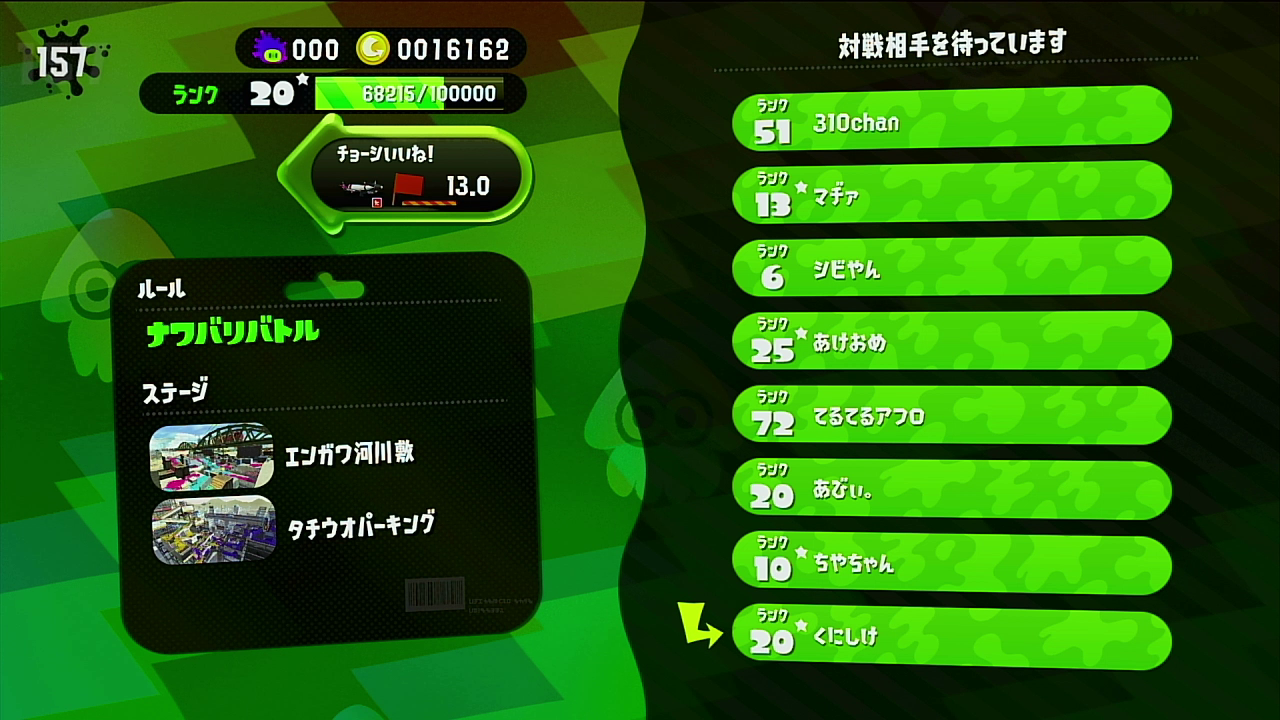 157
000 0016162
ランク 20 68215/100000
チョーシいいね!
13.0
ルール
ナワバリバトル
ステージ
エンガワ河川敷
タチウオパーキング
対戦相手を待っています
ランク 51 310chan
ランク 13 マヂァ
ランク 6 シビやん
ランク 25 あけおめ
ランク 72 てるてるアフロ
ランク 20 あびぃ。
ランク 10 ちやちゃん
ランク 20 くにしけ